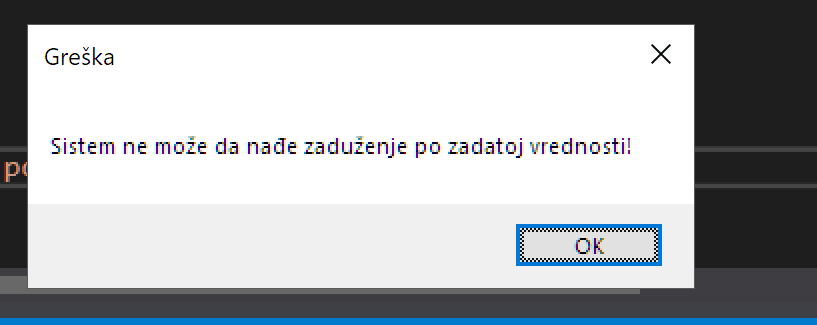 Greška
Sistem ne može da nađe zaduženje po zadatoj vrednosti!
OK